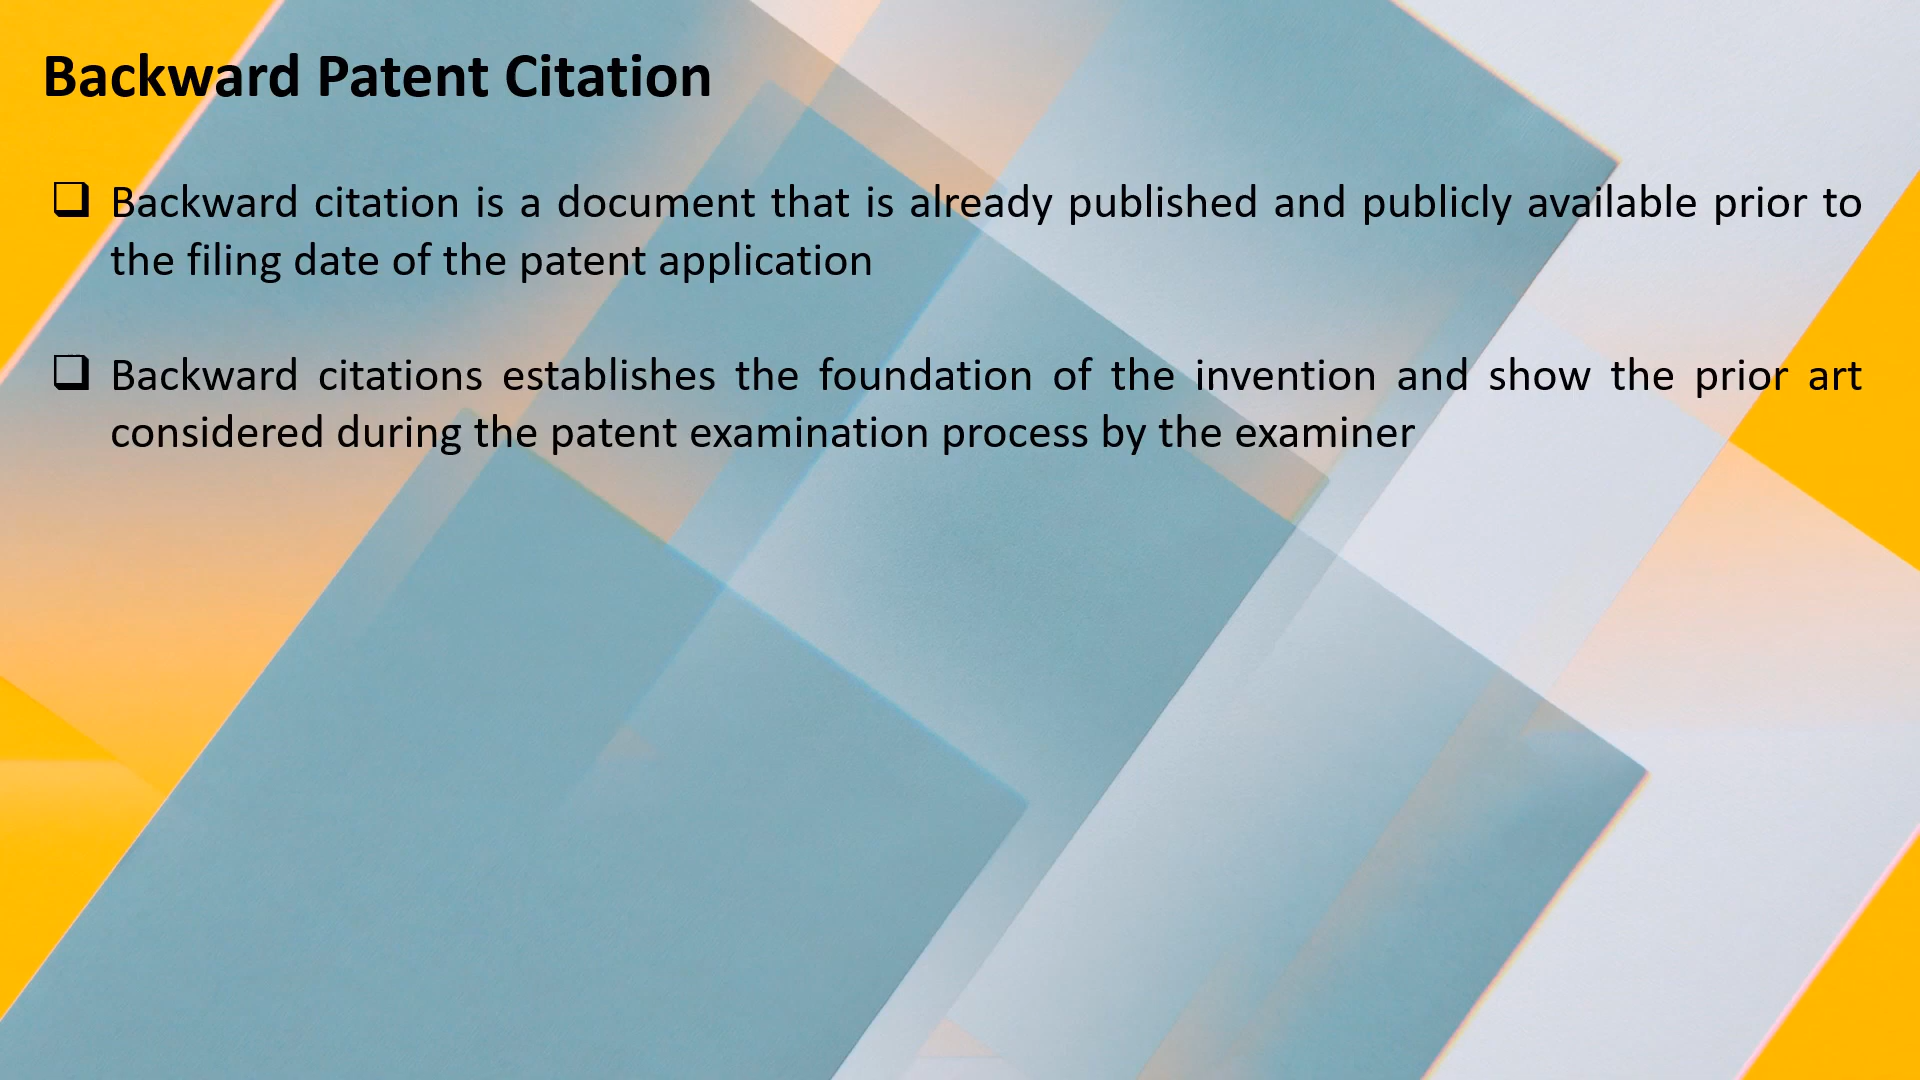 Backward Patent Citation
❑ Backward citation is a document that is already published and publicly available prior to
the filing date of the patent application
❑ Backward citations establishes the foundation of the invention and show the prior art
considered during the patent examination process by the examiner